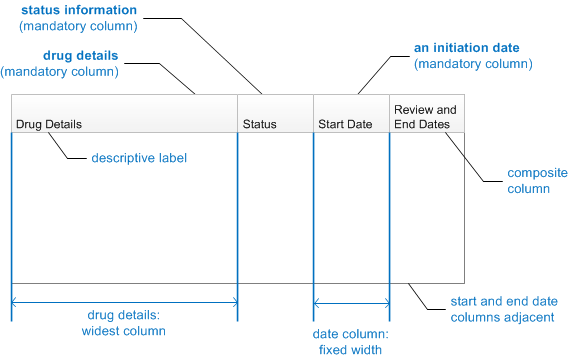 status information
(mandatory column)
drug details
(mandatory column)
an initiation date
(mandatory column)
Drug Details
Status
Start Date
Review and
End Dates
descriptive label
composite
column
drug details:
widest column
date column:
fixed width
start and end date
columns adjacent